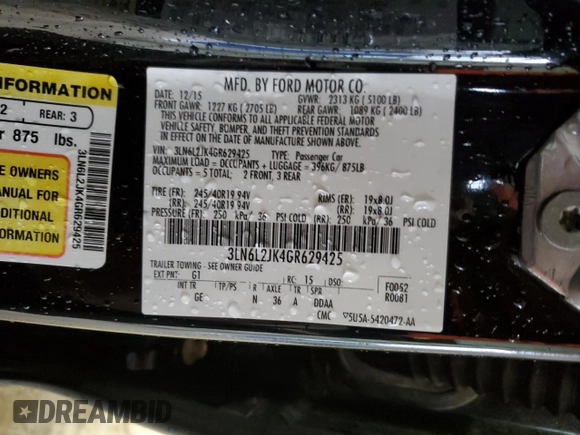 NFORMATION
2 REAR: 3
r 875 lbs.
E OWNERS
MANUAL FOR
NDITIONAL
FORMATION
3LN6L2JK4GR629425
MFD. BY FORD MOTOR CO.
DATE: 12/15 GVWR: 2313 KG (5100 LB)
FRONT GAWR: 1227 KG (2705 LB) REAR GAWR: 1089 KG (2400 LB)
THIS VEHICLE CONFORMS TO ALL APPLICABLE FEDERAL MOTOR
VEHICLE SAFETY, BUMPER, AND THEFT PREVENTION STANDARDS
IN EFFECT ON THE DATE OF MANUFACTURE SHOWN ABOVE.
VIN: 3LN6L2JK4GR629425 TYPE: Passenger Car
MAXIMUM LOAD = OCCUPANTS + LUGGAGE = 396KG / 875LB
OCCUPANTS = 5 TOTAL: 2 FRONT, 3 REAR
TIRE (FR): 245/40R19 94V RIMS (FR): 19x8.0J
TIRE (RR): 245/40R19 94V (RR): 19x8.0J
PRESSURE (FR): 250 kPa/ 36 PSI COLD (RR): 250 kPa/ 36 PSI COLD
3LN6L2JK4GR629425
TRAILER TOWING - SEE OWNER GUIDE
EXT PNT: G1 RC: 15 DSO: F0052
INT TR TP/PS R AXLE TR SPR R0081
GE N 36 A DDAA
CMC 5U5A-5420472-AA
DREAMBID